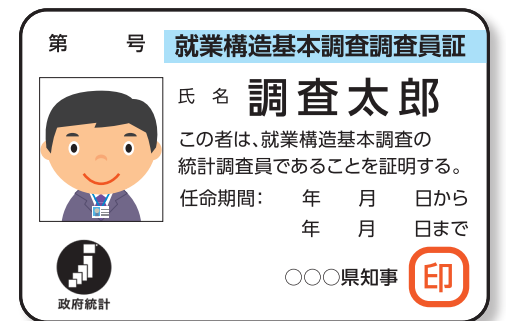 第　　号　就業構造基本調査調査員証
氏 名 調査太郎
この者は、就業構造基本調査の
統計調査員であることを証明する。
任命期間：　年　月　日から
年　月　日まで
○○○県知事 印
政府統計